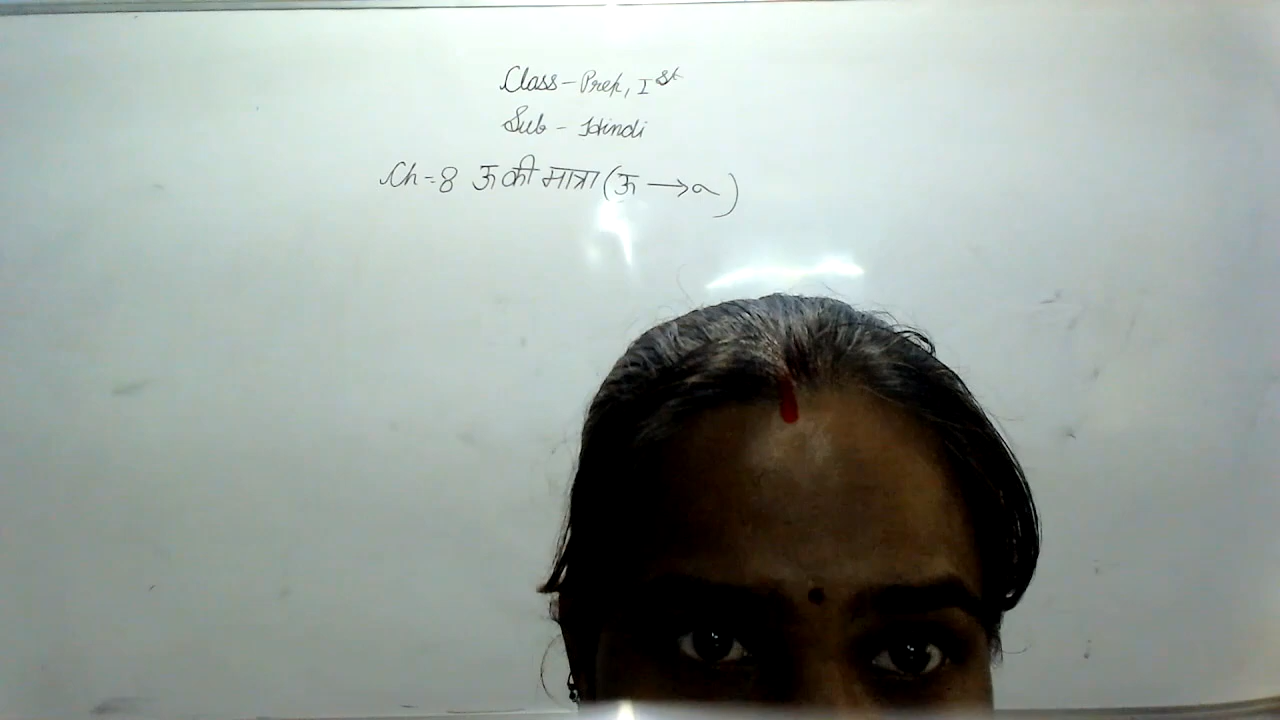 Class-Prep, Ist
Sub - Hindi
Ch-8 ऊ की मात्रा (ऊ → ू)